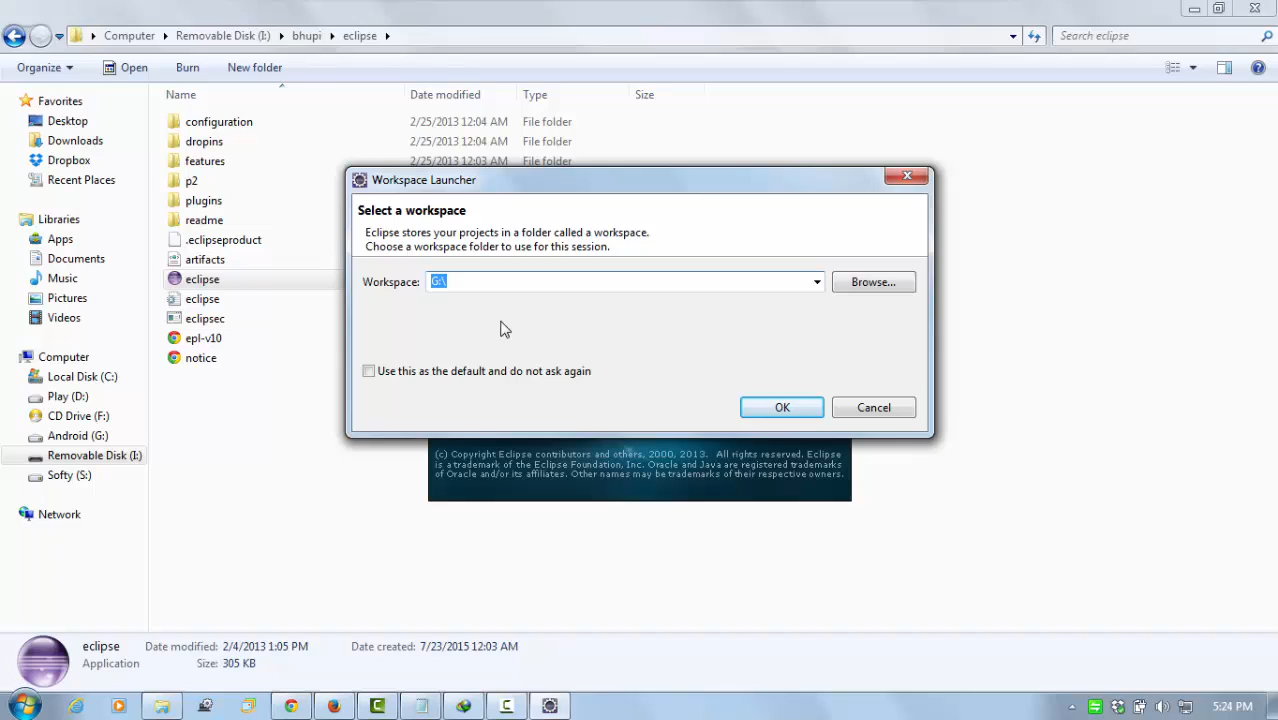 Computer Removable Disk (I:) bhupi eclipse Search eclipse
Organize Open Burn New folder
Name Date modified Type Size
Favorites
Desktop
Downloads
Dropbox
Recent Places
Libraries
Apps
Documents
Music
Pictures
Videos
Computer
Local Disk (C:)
Play (D:)
CD Drive (F:)
Android (G:)
Removable Disk (I:)
Softy (S:)
Network
configuration 2/25/2013 12:04 AM File folder
dropins 2/25/2013 12:04 AM File folder
features 2/25/2013 12:03 AM File folder
p2
plugins
readme
.eclipseproduct
artifacts
eclipse
eclipse
eclipsec
epl-v10
notice
Workspace Launcher
Select a workspace
Eclipse stores your projects in a folder called a workspace.
Choose a workspace folder to use for this session.
Workspace: G:\ Browse...
Use this as the default and do not ask again
OK Cancel
(c) Copyright Eclipse contributors and others, 2000, 2013. All rights reserved. Eclipse
is a trademark of the Eclipse Foundation, Inc. Oracle and Java are registered trademarks
of Oracle and/or its affiliates. Other names may be trademarks of their respective owners.
eclipse Date modified: 2/4/2013 1:05 PM Date created: 7/23/2015 12:03 AM
Application Size: 305 KB
5:24 PM